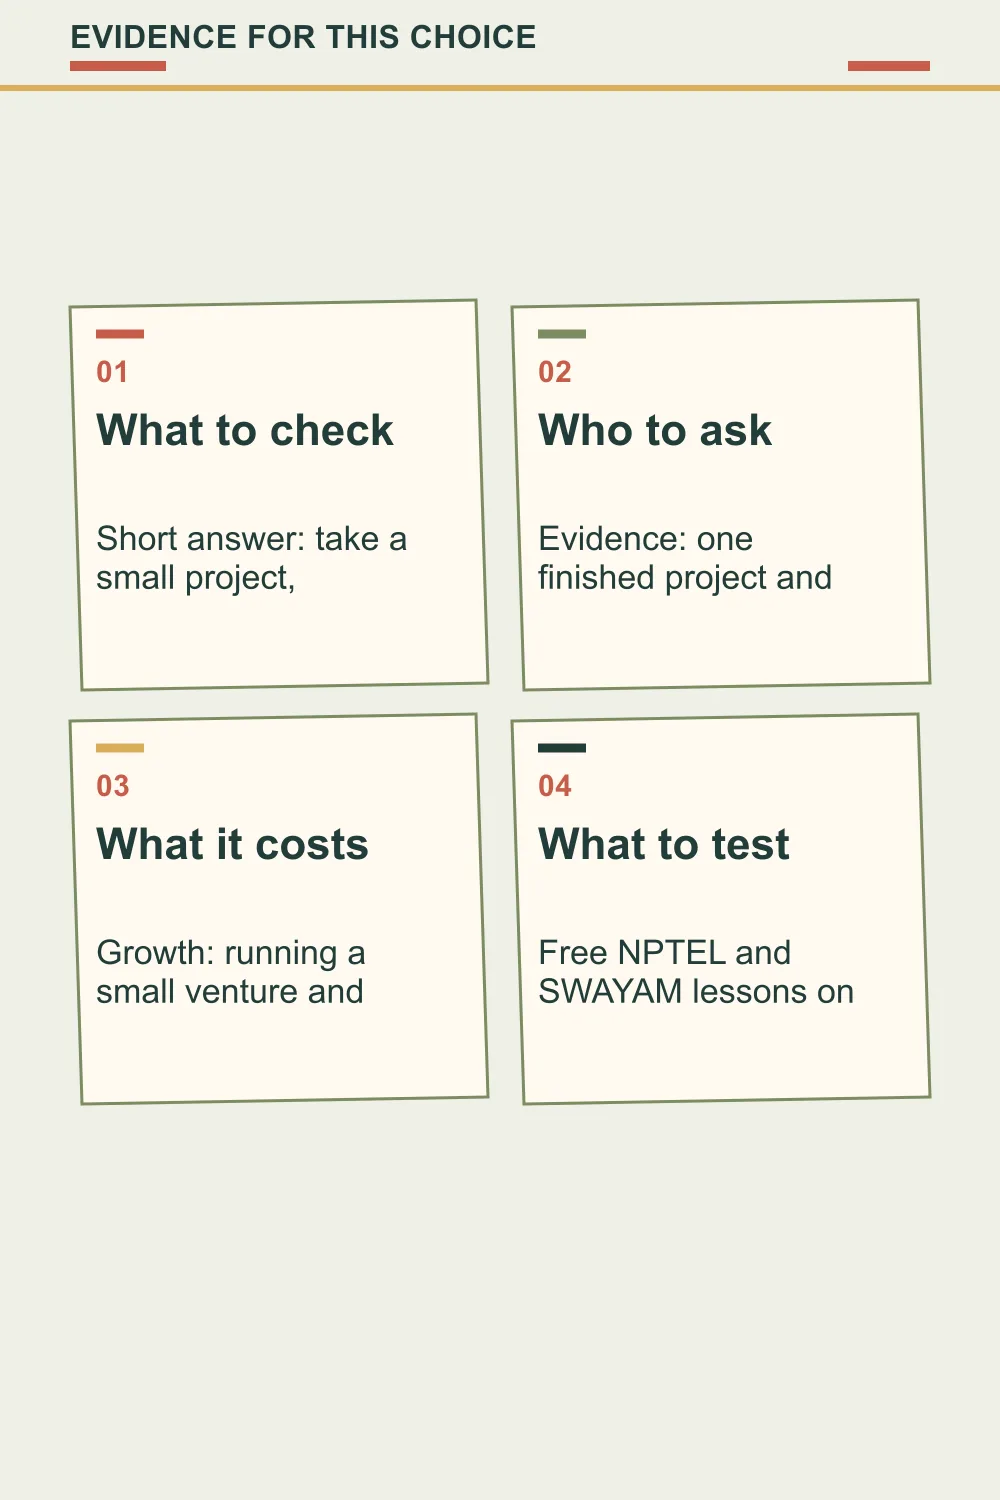 EVIDENCE FOR THIS CHOICE
01
What to check
Short answer: take a
small project,
02
Who to ask
Evidence: one
finished project and
03
What it costs
Growth: running a
small venture and
04
What to test
Free NPTEL and
SWAYAM lessons on